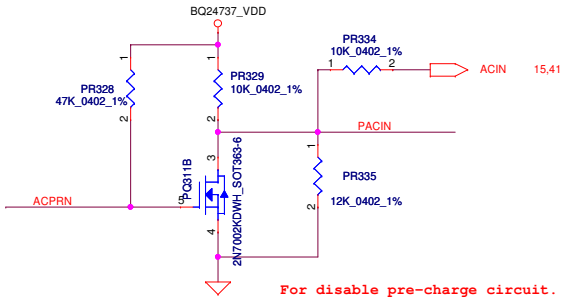 BQ24737_VDD
PR334
10K_0402_1%
1
2
ACIN
15,41
1
PR328
47K_0402_1%
2
1
PR329
10K_0402_1%
2
PACIN
3
PQ311B
2N7002KDWH_SOT363-6
1
PR335
12K_0402_1%
2
ACPRN
5
4
For disable pre-charge circuit.